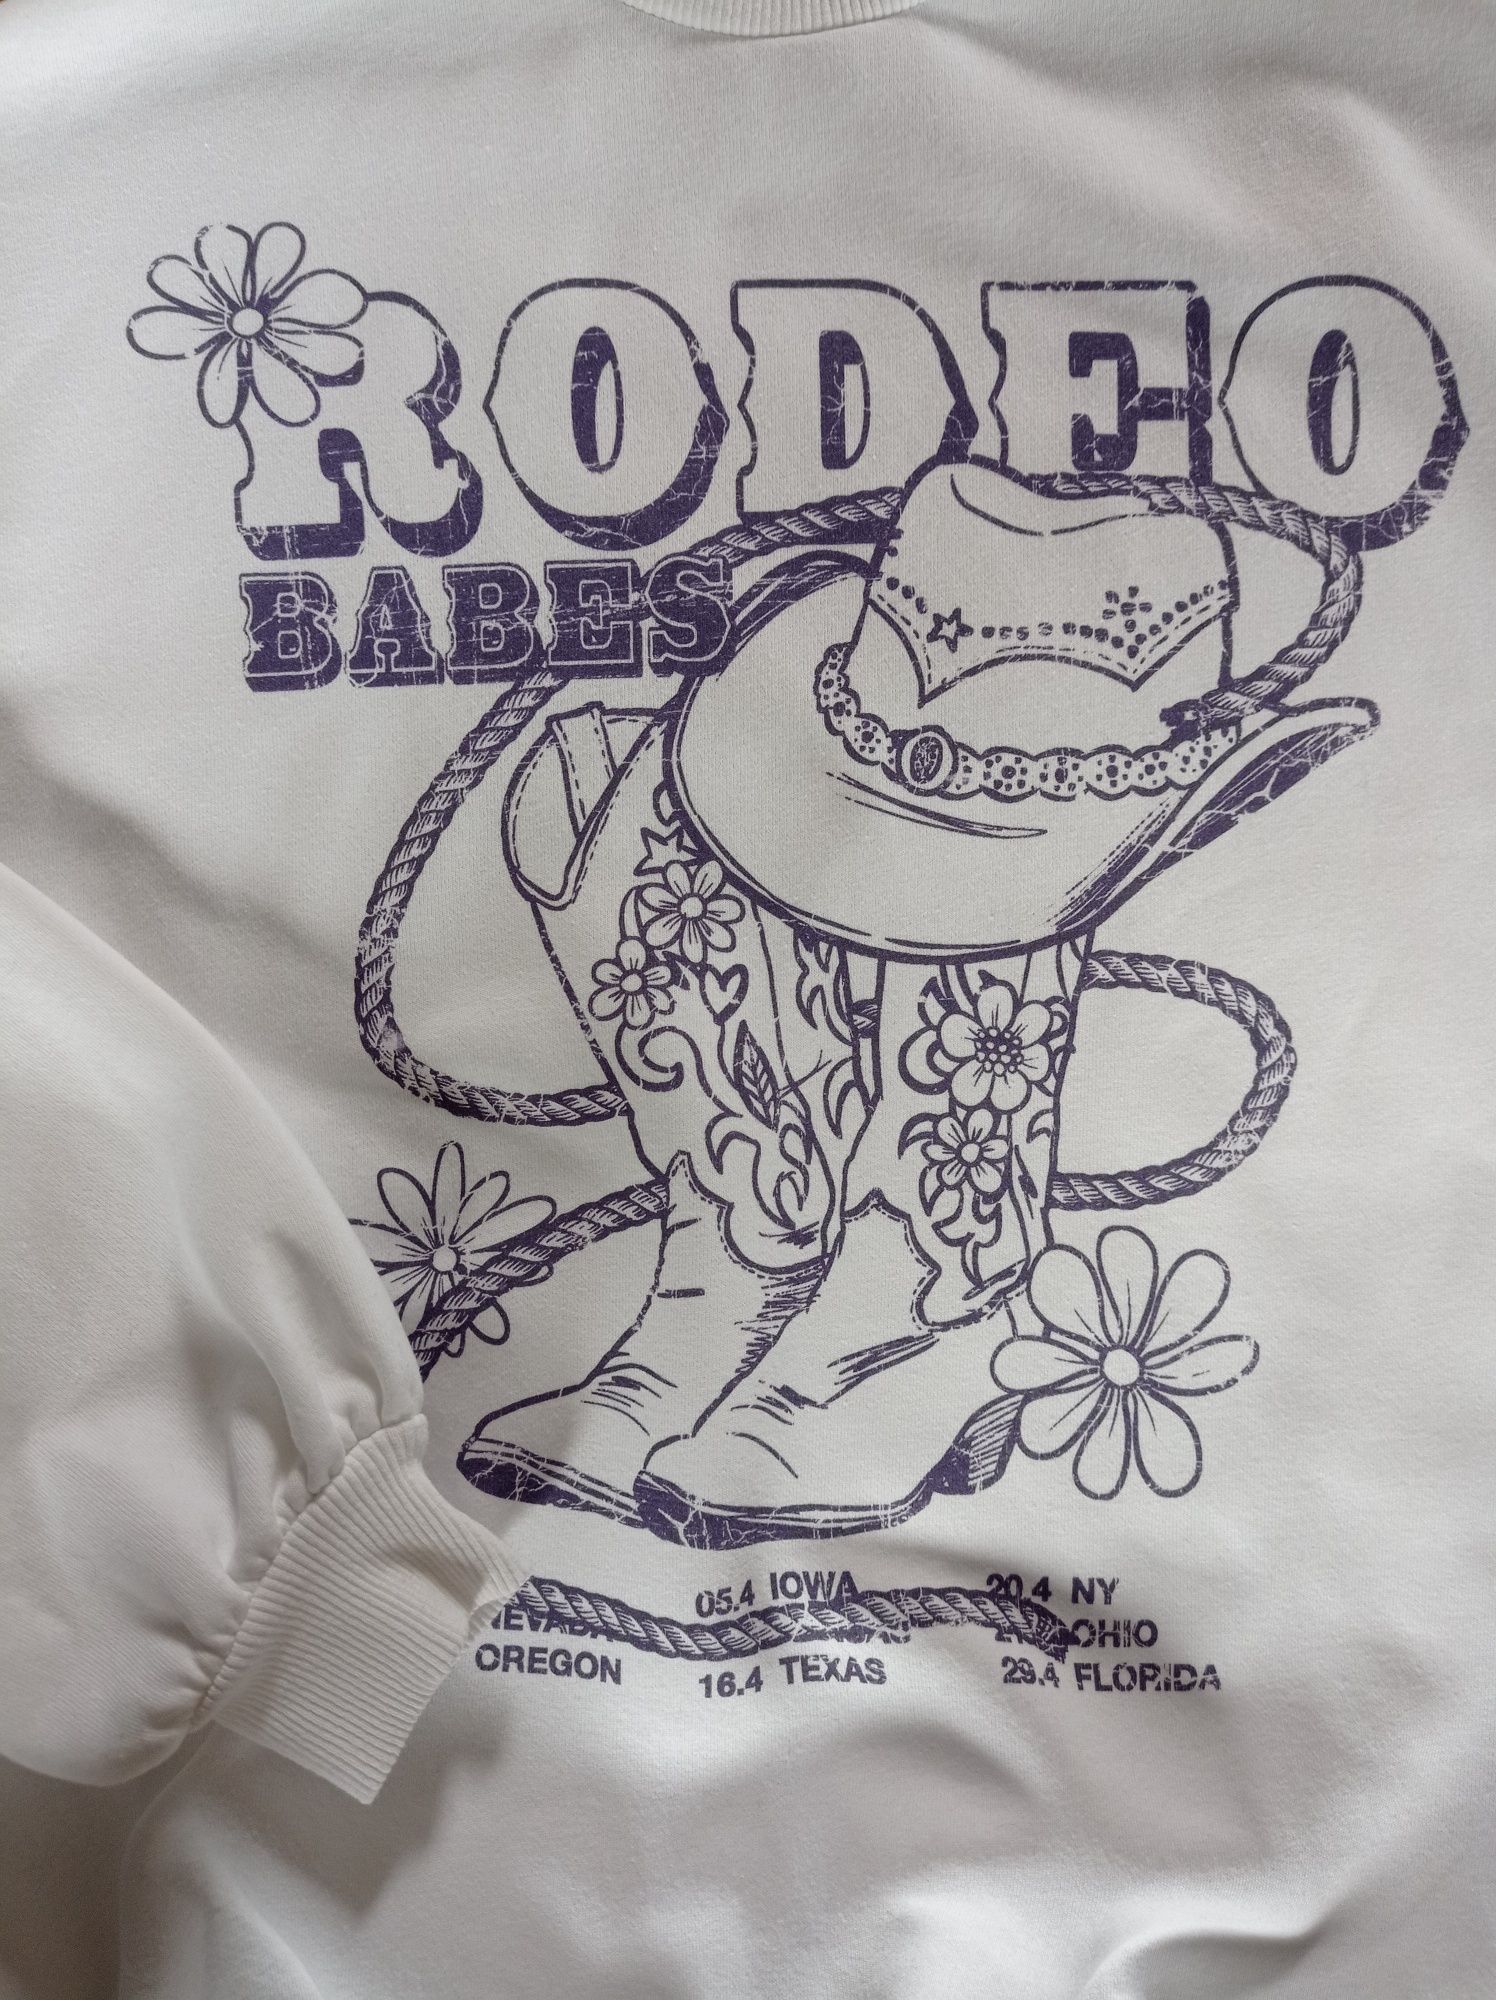 RODEO
BABES
05.4 IOWA 20.4 NY
NEVADA OHIO
OREGON 16.4 TEXAS 29.4 FLORIDA